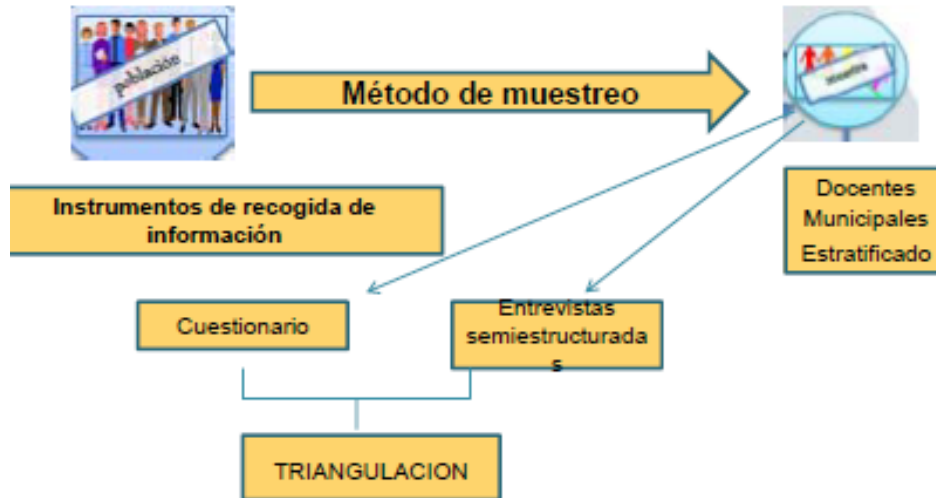 población
Método de muestreo
Muestra
Instrumentos de recogida de
información
Docentes
Municipales
Estratificado
Cuestionario
Entrevistas
semiestructurada
s
TRIANGULACION